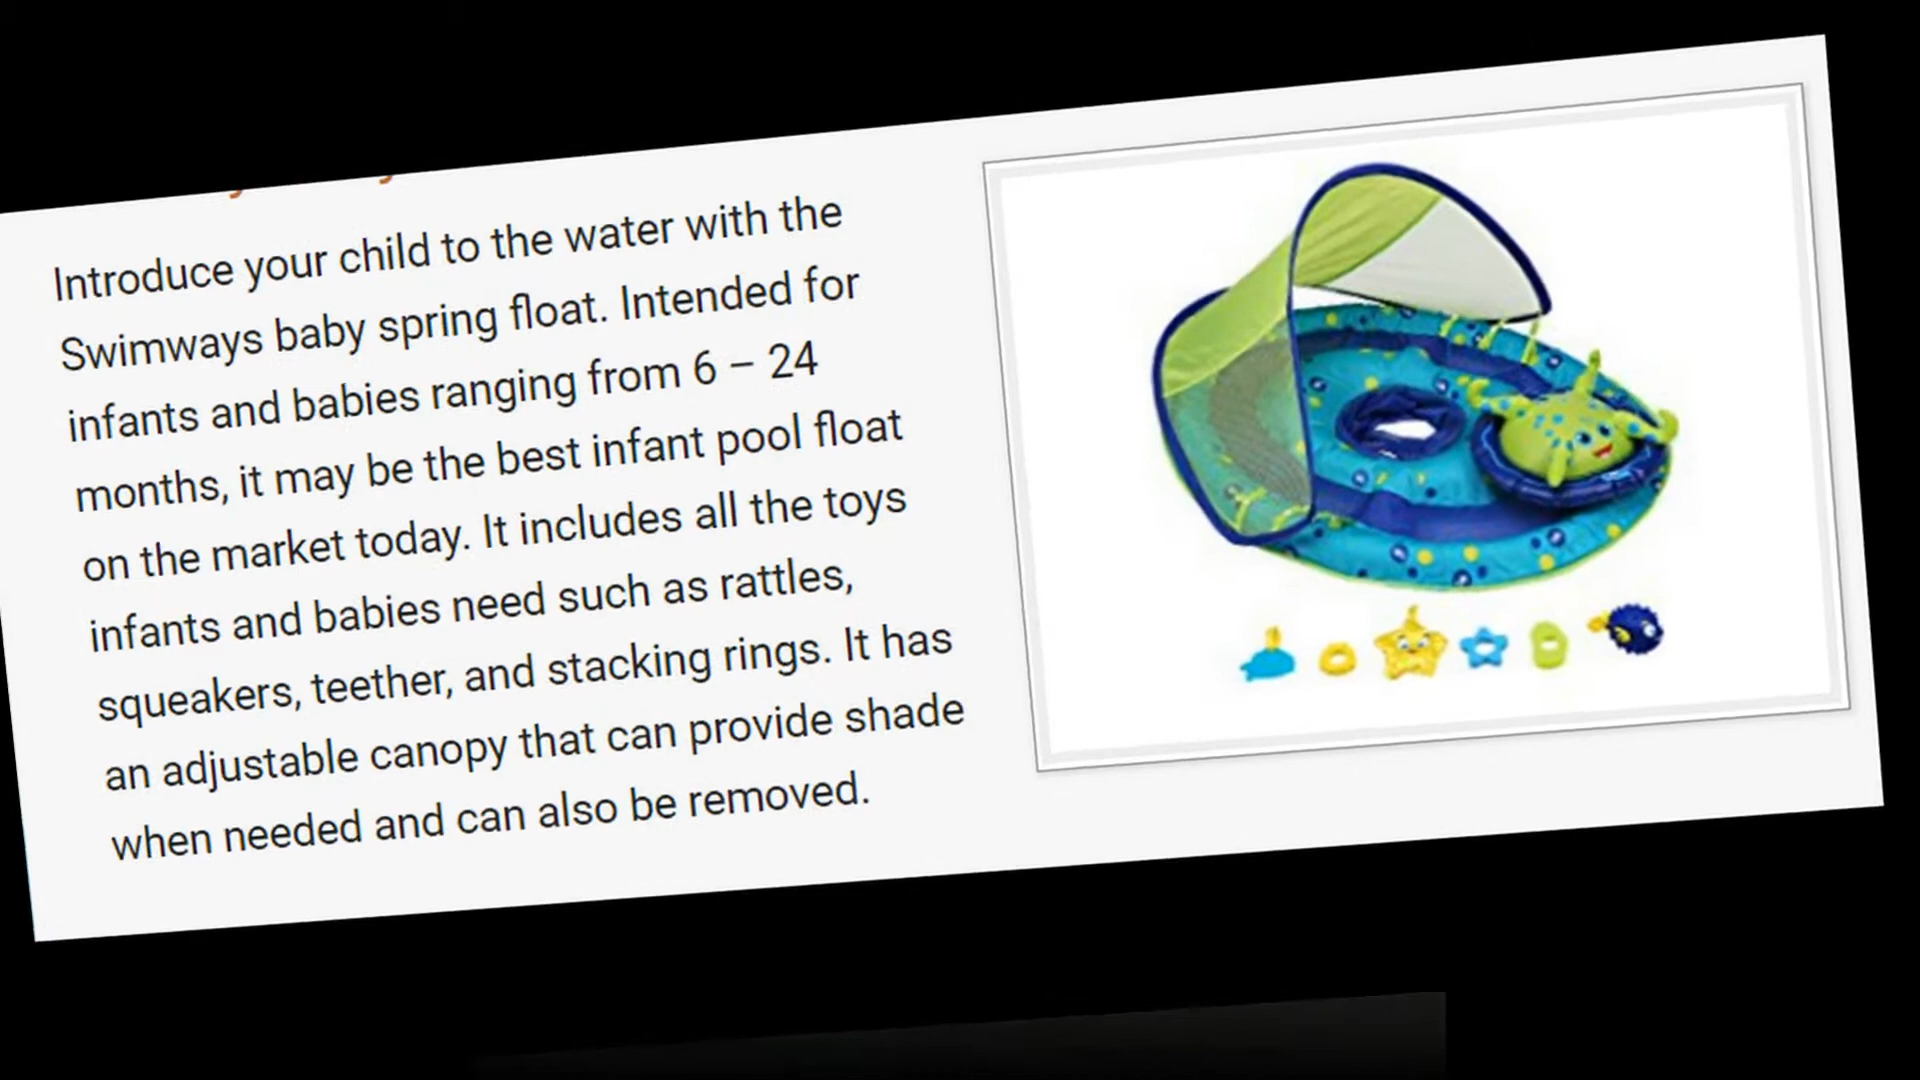 Introduce your child to the water with the
Swimways baby spring float. Intended for
infants and babies ranging from 6 – 24
months, it may be the best infant pool float
on the market today. It includes all the toys
infants and babies need such as rattles,
squeakers, teether, and stacking rings. It has
an adjustable canopy that can provide shade
when needed and can also be removed.